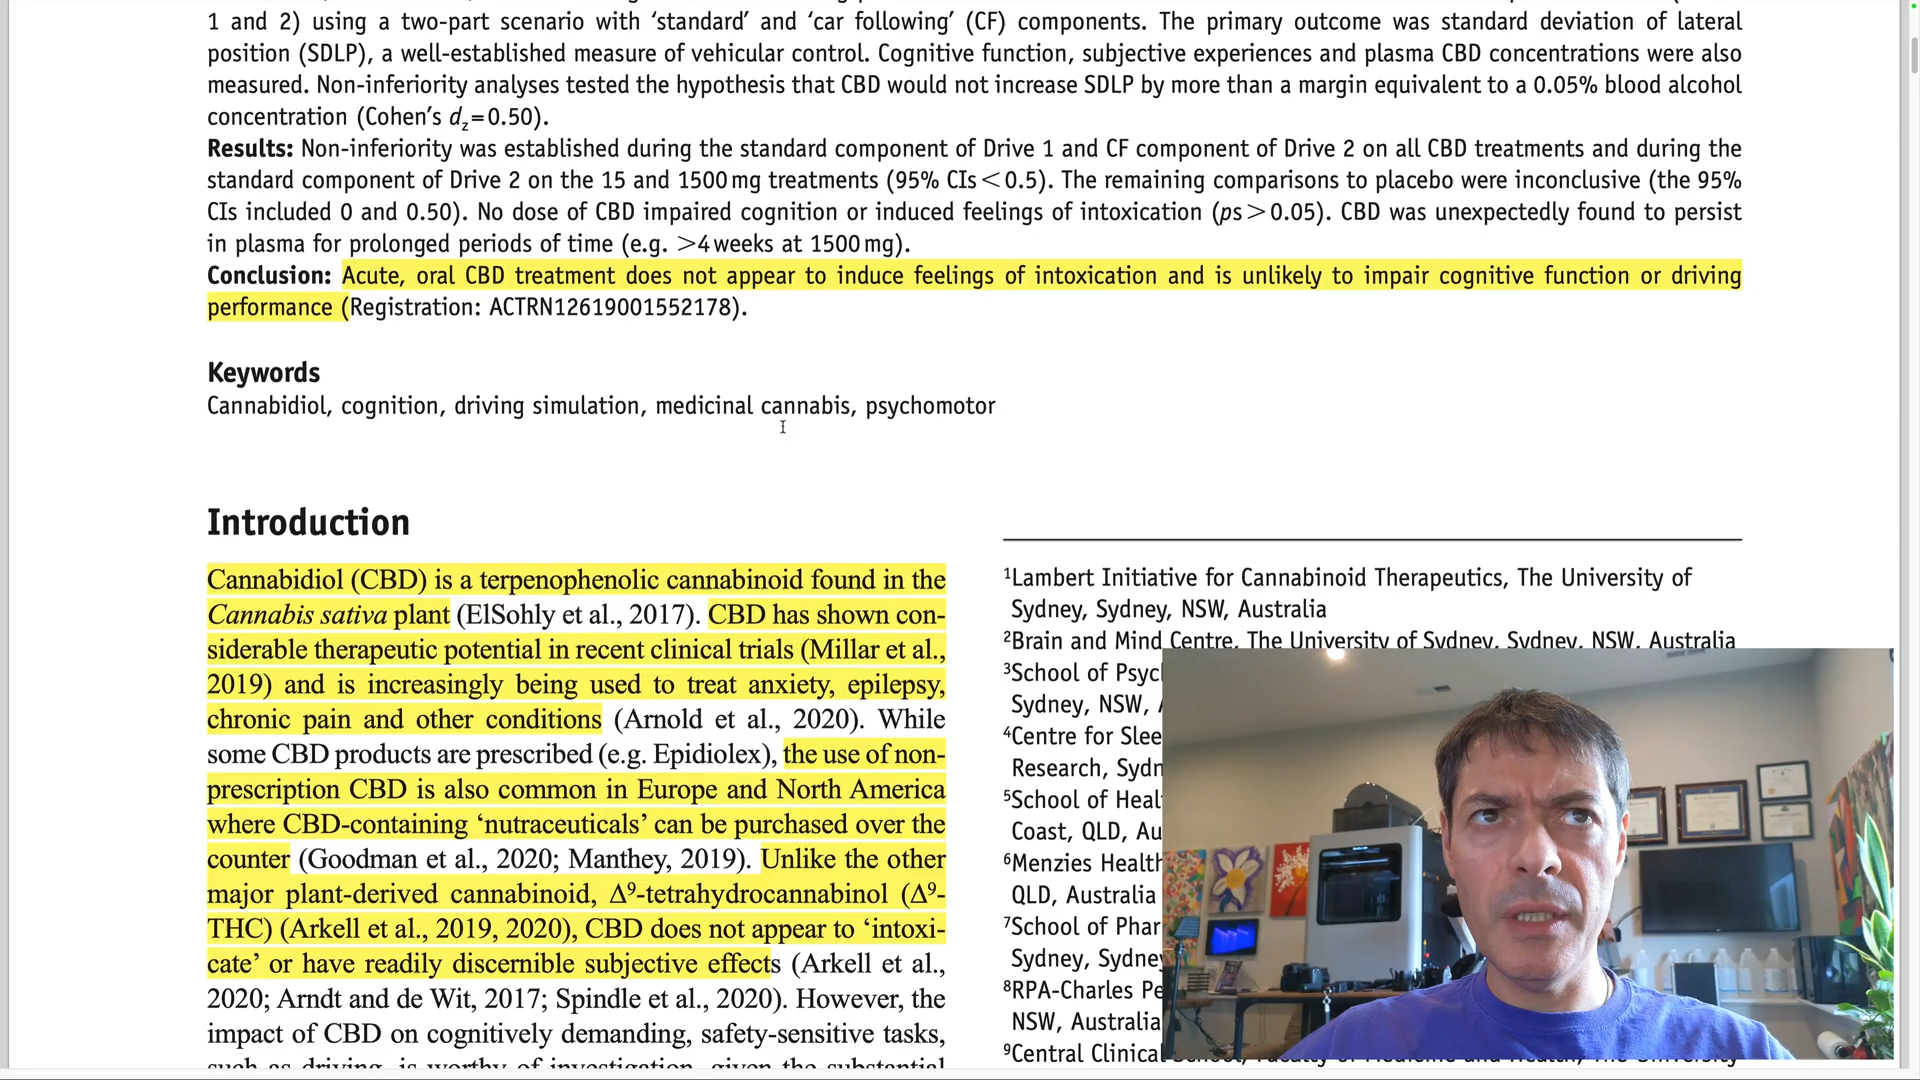 1 and 2) using a two-part scenario with ‘standard’ and ‘car following’ (CF) components. The primary outcome was standard deviation of lateral
position (SDLP), a well-established measure of vehicular control. Cognitive function, subjective experiences and plasma CBD concentrations were also
measured. Non-inferiority analyses tested the hypothesis that CBD would not increase SDLP by more than a margin equivalent to a 0.05% blood alcohol
concentration (Cohen’s dz=0.50).
Results: Non-inferiority was established during the standard component of Drive 1 and CF component of Drive 2 on all CBD treatments and during the
standard component of Drive 2 on the 15 and 1500 mg treatments (95% CIs<0.5). The remaining comparisons to placebo were inconclusive (the 95%
CIs included 0 and 0.50). No dose of CBD impaired cognition or induced feelings of intoxication (ps>0.05). CBD was unexpectedly found to persist
in plasma for prolonged periods of time (e.g. >4 weeks at 1500 mg).
Conclusion: Acute, oral CBD treatment does not appear to induce feelings of intoxication and is unlikely to impair cognitive function or driving
performance (Registration: ACTRN12619001552178).
Keywords
Cannabidiol, cognition, driving simulation, medicinal cannabis, psychomotor
Introduction
Cannabidiol (CBD) is a terpenophenolic cannabinoid found in the
Cannabis sativa plant (ElSohly et al., 2017). CBD has shown con-
siderable therapeutic potential in recent clinical trials (Millar et al.,
2019) and is increasingly being used to treat anxiety, epilepsy,
chronic pain and other conditions (Arnold et al., 2020). While
some CBD products are prescribed (e.g. Epidiolex), the use of non-
prescription CBD is also common in Europe and North America
where CBD-containing ‘nutraceuticals’ can be purchased over the
counter (Goodman et al., 2020; Manthey, 2019). Unlike the other
major plant-derived cannabinoid, Δ⁹-tetrahydrocannabinol (Δ⁹-
THC) (Arkell et al., 2019, 2020), CBD does not appear to ‘intoxi-
cate’ or have readily discernible subjective effects (Arkell et al.,
2020; Arndt and de Wit, 2017; Spindle et al., 2020). However, the
impact of CBD on cognitively demanding, safety-sensitive tasks,
such as driving, is worthy of investigation, given the substantial
¹Lambert Initiative for Cannabinoid Therapeutics, The University of
Sydney, Sydney, NSW, Australia
²Brain and Mind Centre, The University of Sydney, Sydney, NSW, Australia
³School of Psyc
Sydney, NSW,
⁴Centre for Slee
Research, Sydn
⁵School of Heal
Coast, QLD, Au
⁶Menzies Health
QLD, Australia
⁷School of Phar
Sydney, Sydney
⁸RPA-Charles Pe
NSW, Australia
⁹Central Clinical School, Faculty of Medicine and Health, The University